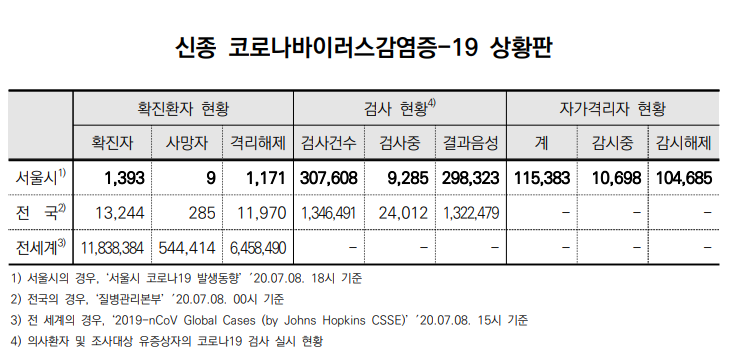 신종 코로나바이러스감염증-19 상황판
확진환자 현황 검사 현황4) 자가격리자 현황
확진자 사망자 격리해제 검사건수 검사중 결과음성 계 감시중 감시해제
서울시1) 1,393 9 1,171 307,608 9,285 298,323 115,383 10,698 104,685
전 국2) 13,244 285 11,970 1,346,491 24,012 1,322,479 - - -
전세계3) 11,838,384 544,414 6,458,490 - - - - - -
1) 서울시의 경우, ‘서울시 코로나19 발생동향’ ´20.07.08. 18시 기준
2) 전국의 경우, ‘질병관리본부’ ´20.07.08. 00시 기준
3) 전 세계의 경우, ‘2019-nCoV Global Cases (by Johns Hopkins CSSE)’ ´20.07.08. 15시 기준
4) 의사환자 및 조사대상 유증상자의 코로나19 검사 실시 현황